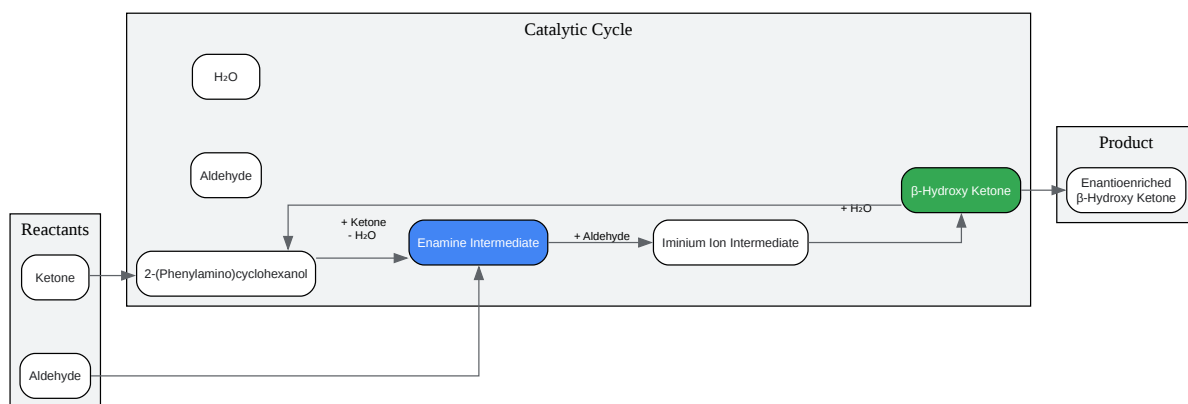 Catalytic Cycle
H₂O
Aldehyde
Product
β-Hydroxy Ketone
Enantioenriched
β-Hydroxy Ketone
+ H₂O
Reactants
+ Ketone
- H₂O
Enamine Intermediate
+ Aldehyde
Iminium Ion Intermediate
Ketone
2-(Phenylamino)cyclohexanol
Aldehyde